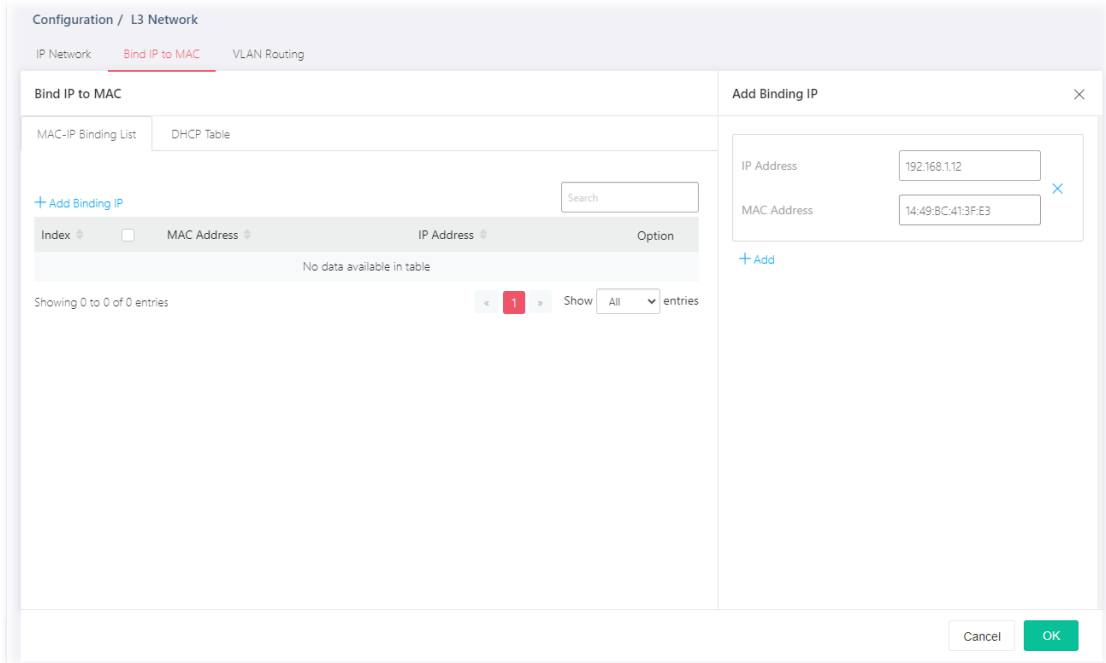 Configuration / L3 Network
IP Network Bind IP to MAC VLAN Routing
Bind IP to MAC
MAC-IP Binding List DHCP Table
+ Add Binding IP Search
Index MAC Address IP Address Option
No data available in table
Showing 0 to 0 of 0 entries « 1 » Show All entries
Add Binding IP ×
IP Address 192.168.1.12
MAC Address 14:49:BC:41:3F:E3
+ Add
Cancel OK